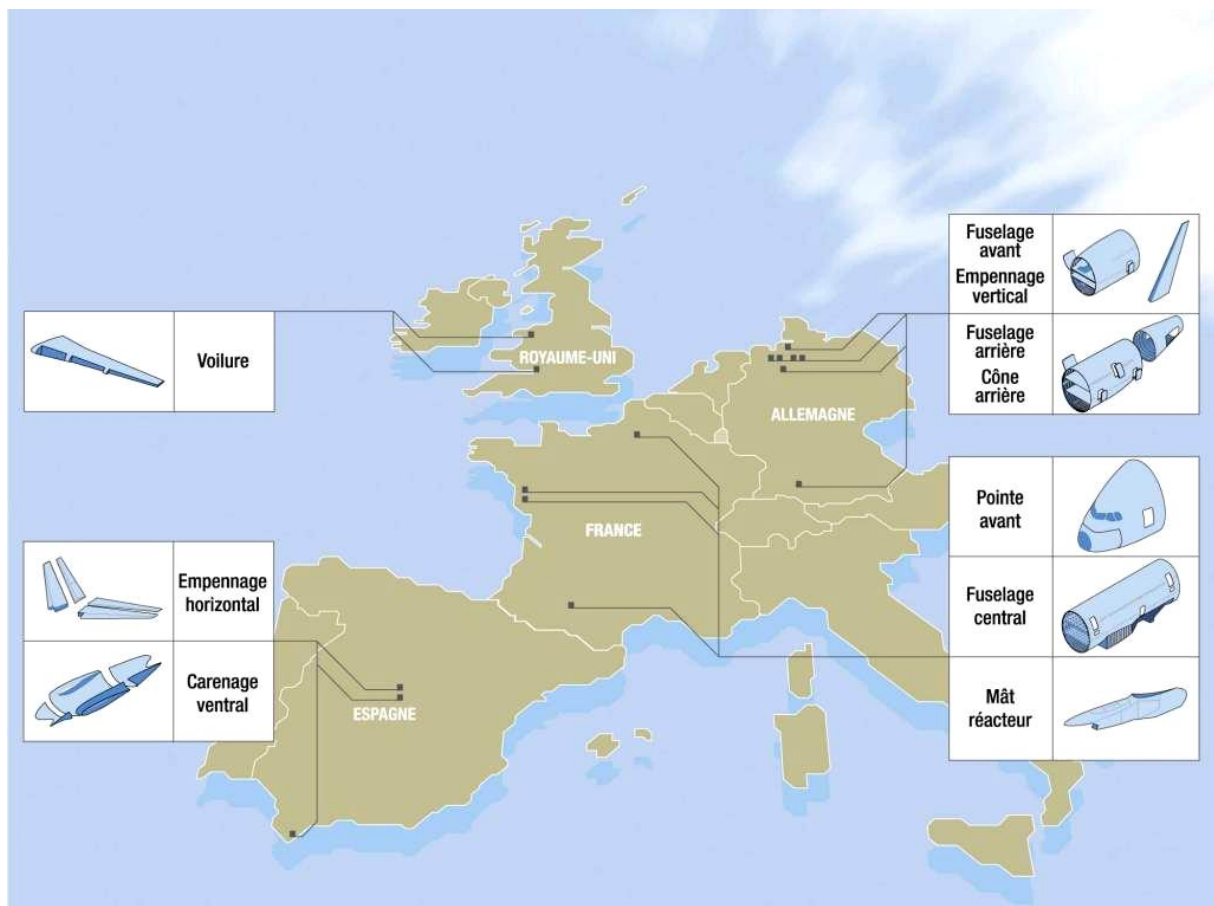 Fuselage
avant
Empennage
vertical
Voilure
ROYAUME-UNI
Fuselage
arrière
Cône
arrière
ALLEMAGNE
Pointe
avant
FRANCE
Empennage
horizontal
Fuselage
central
Carenage
ventral
ESPAGNE
Mât
réacteur